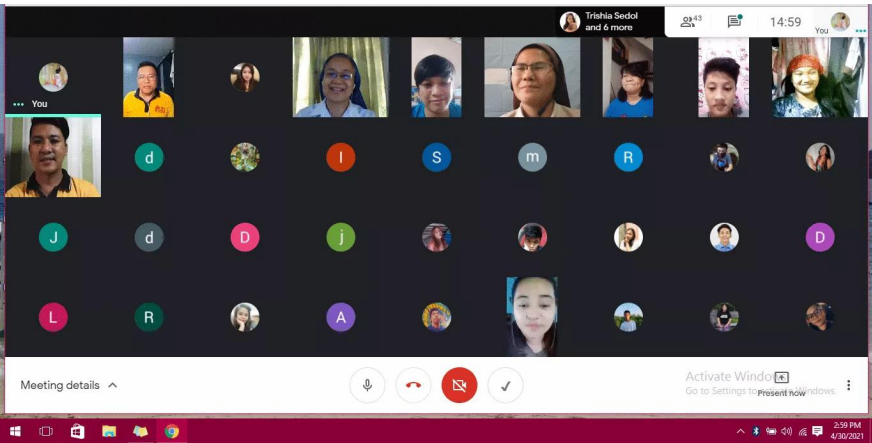 Trishia Sedol
and 6 more
43
14:59
You
You
d
I
S
m
R
J
d
D
j
D
L
R
A
Meeting details
Activate Windows
Go to Settings to activate Windows.
Present now
2:59 PM
4/30/2021